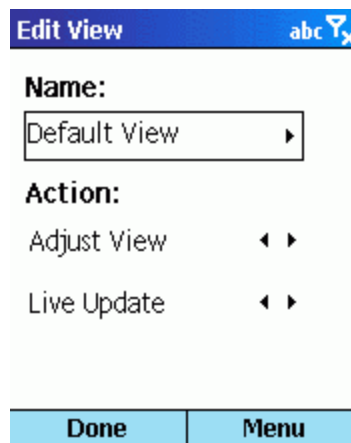 Edit View abc
Name:
Default View
Action:
Adjust View
Live Update
Done Menu